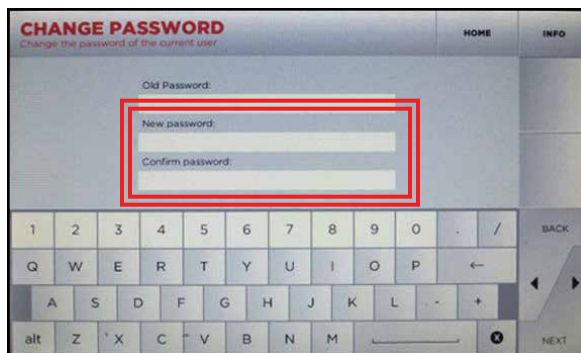 CHANGE PASSWORD
Change the password of the current user
HOME
INFO
Old Password:
New password:
Confirm password:
1 2 3 4 5 6 7 8 9 0 . /
BACK
Q W E R T Y U I O P ←
A S D F G H J K L - +
alt Z X C V B N M
NEXT